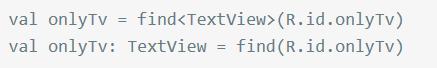 val onlyTv = find<TextView>(R.id.onlyTv)
val onlyTv: TextView = find(R.id.onlyTv)